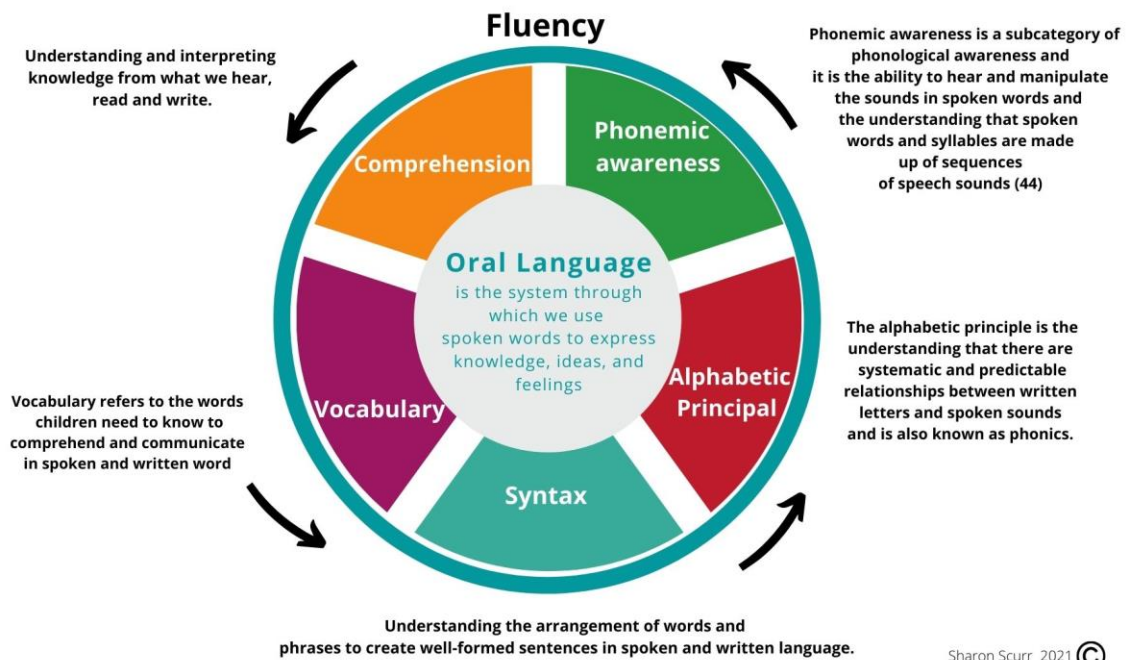 Fluency
Understanding and interpreting
knowledge from what we hear,
read and write.
Phonemic awareness is a subcategory of
phonological awareness and
it is the ability to hear and manipulate
the sounds in spoken words and
the understanding that spoken
words and syllables are made
up of sequences
of speech sounds (44)
Comprehension
Phonemic
awareness
Oral Language
is the system through
which we use
spoken words to express
knowledge, ideas, and
feelings
Vocabulary
Alphabetic
Principal
Syntax
The alphabetic principle is the
understanding that there are
systematic and predictable
relationships between written
letters and spoken sounds
and is also known as phonics.
Vocabulary refers to the words
children need to know to
comprehend and communicate
in spoken and written word
Understanding the arrangement of words and
phrases to create well-formed sentences in spoken and written language.
Sharon Scurr 2021 ©